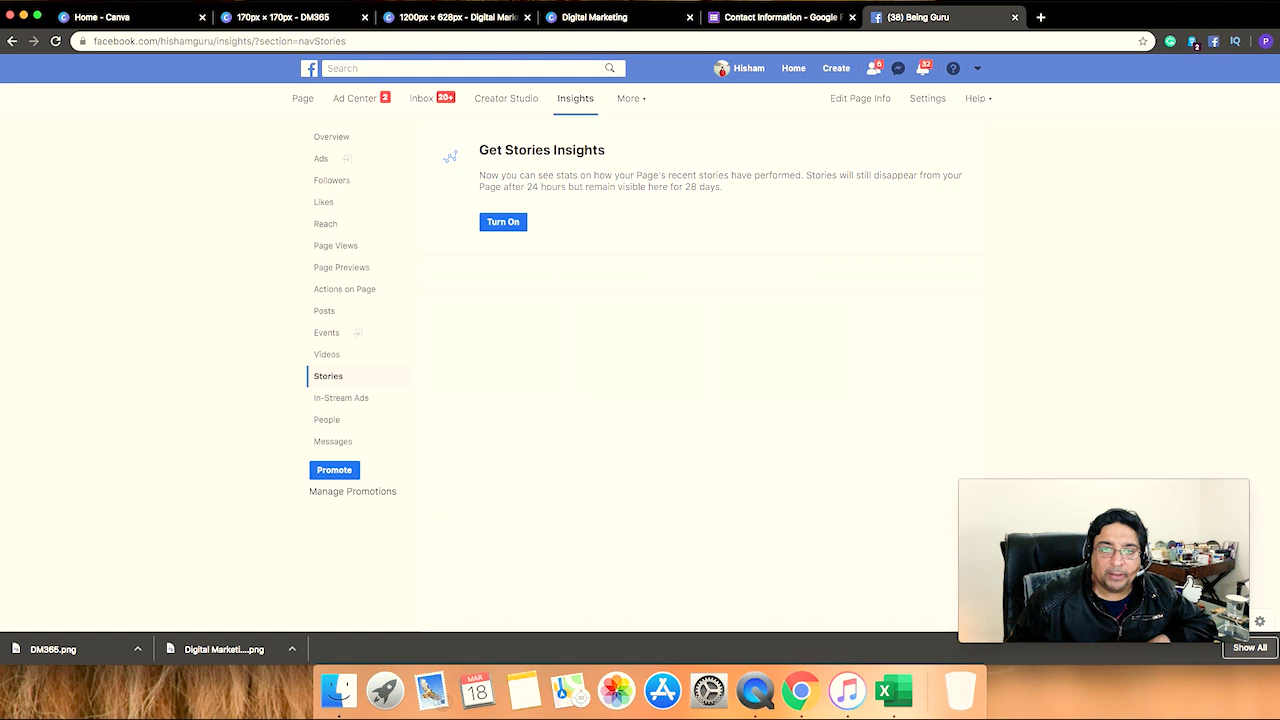 Home - Canva
170px × 170px - DM365
1200px × 628px - Digital Mark
Digital Marketing
Contact Information - Google F
(38) Being Guru
facebook.com/hishamguru/insights/?section=navStories
IQ
P
Search
Hisham
Home
Create
6
32
Page
Ad Center 2
Inbox 20+
Creator Studio
Insights
More
Edit Page Info
Settings
Help
Overview
Ads
Followers
Likes
Reach
Page Views
Page Previews
Actions on Page
Posts
Events
Videos
Stories
In-Stream Ads
People
Messages
Promote
Manage Promotions
Get Stories Insights
Now you can see stats on how your Page's recent stories have performed. Stories will still disappear from your
Page after 24 hours but remain visible here for 28 days.
Turn On
DM365.png
Digital Marketi....png
Show All
MAR
18